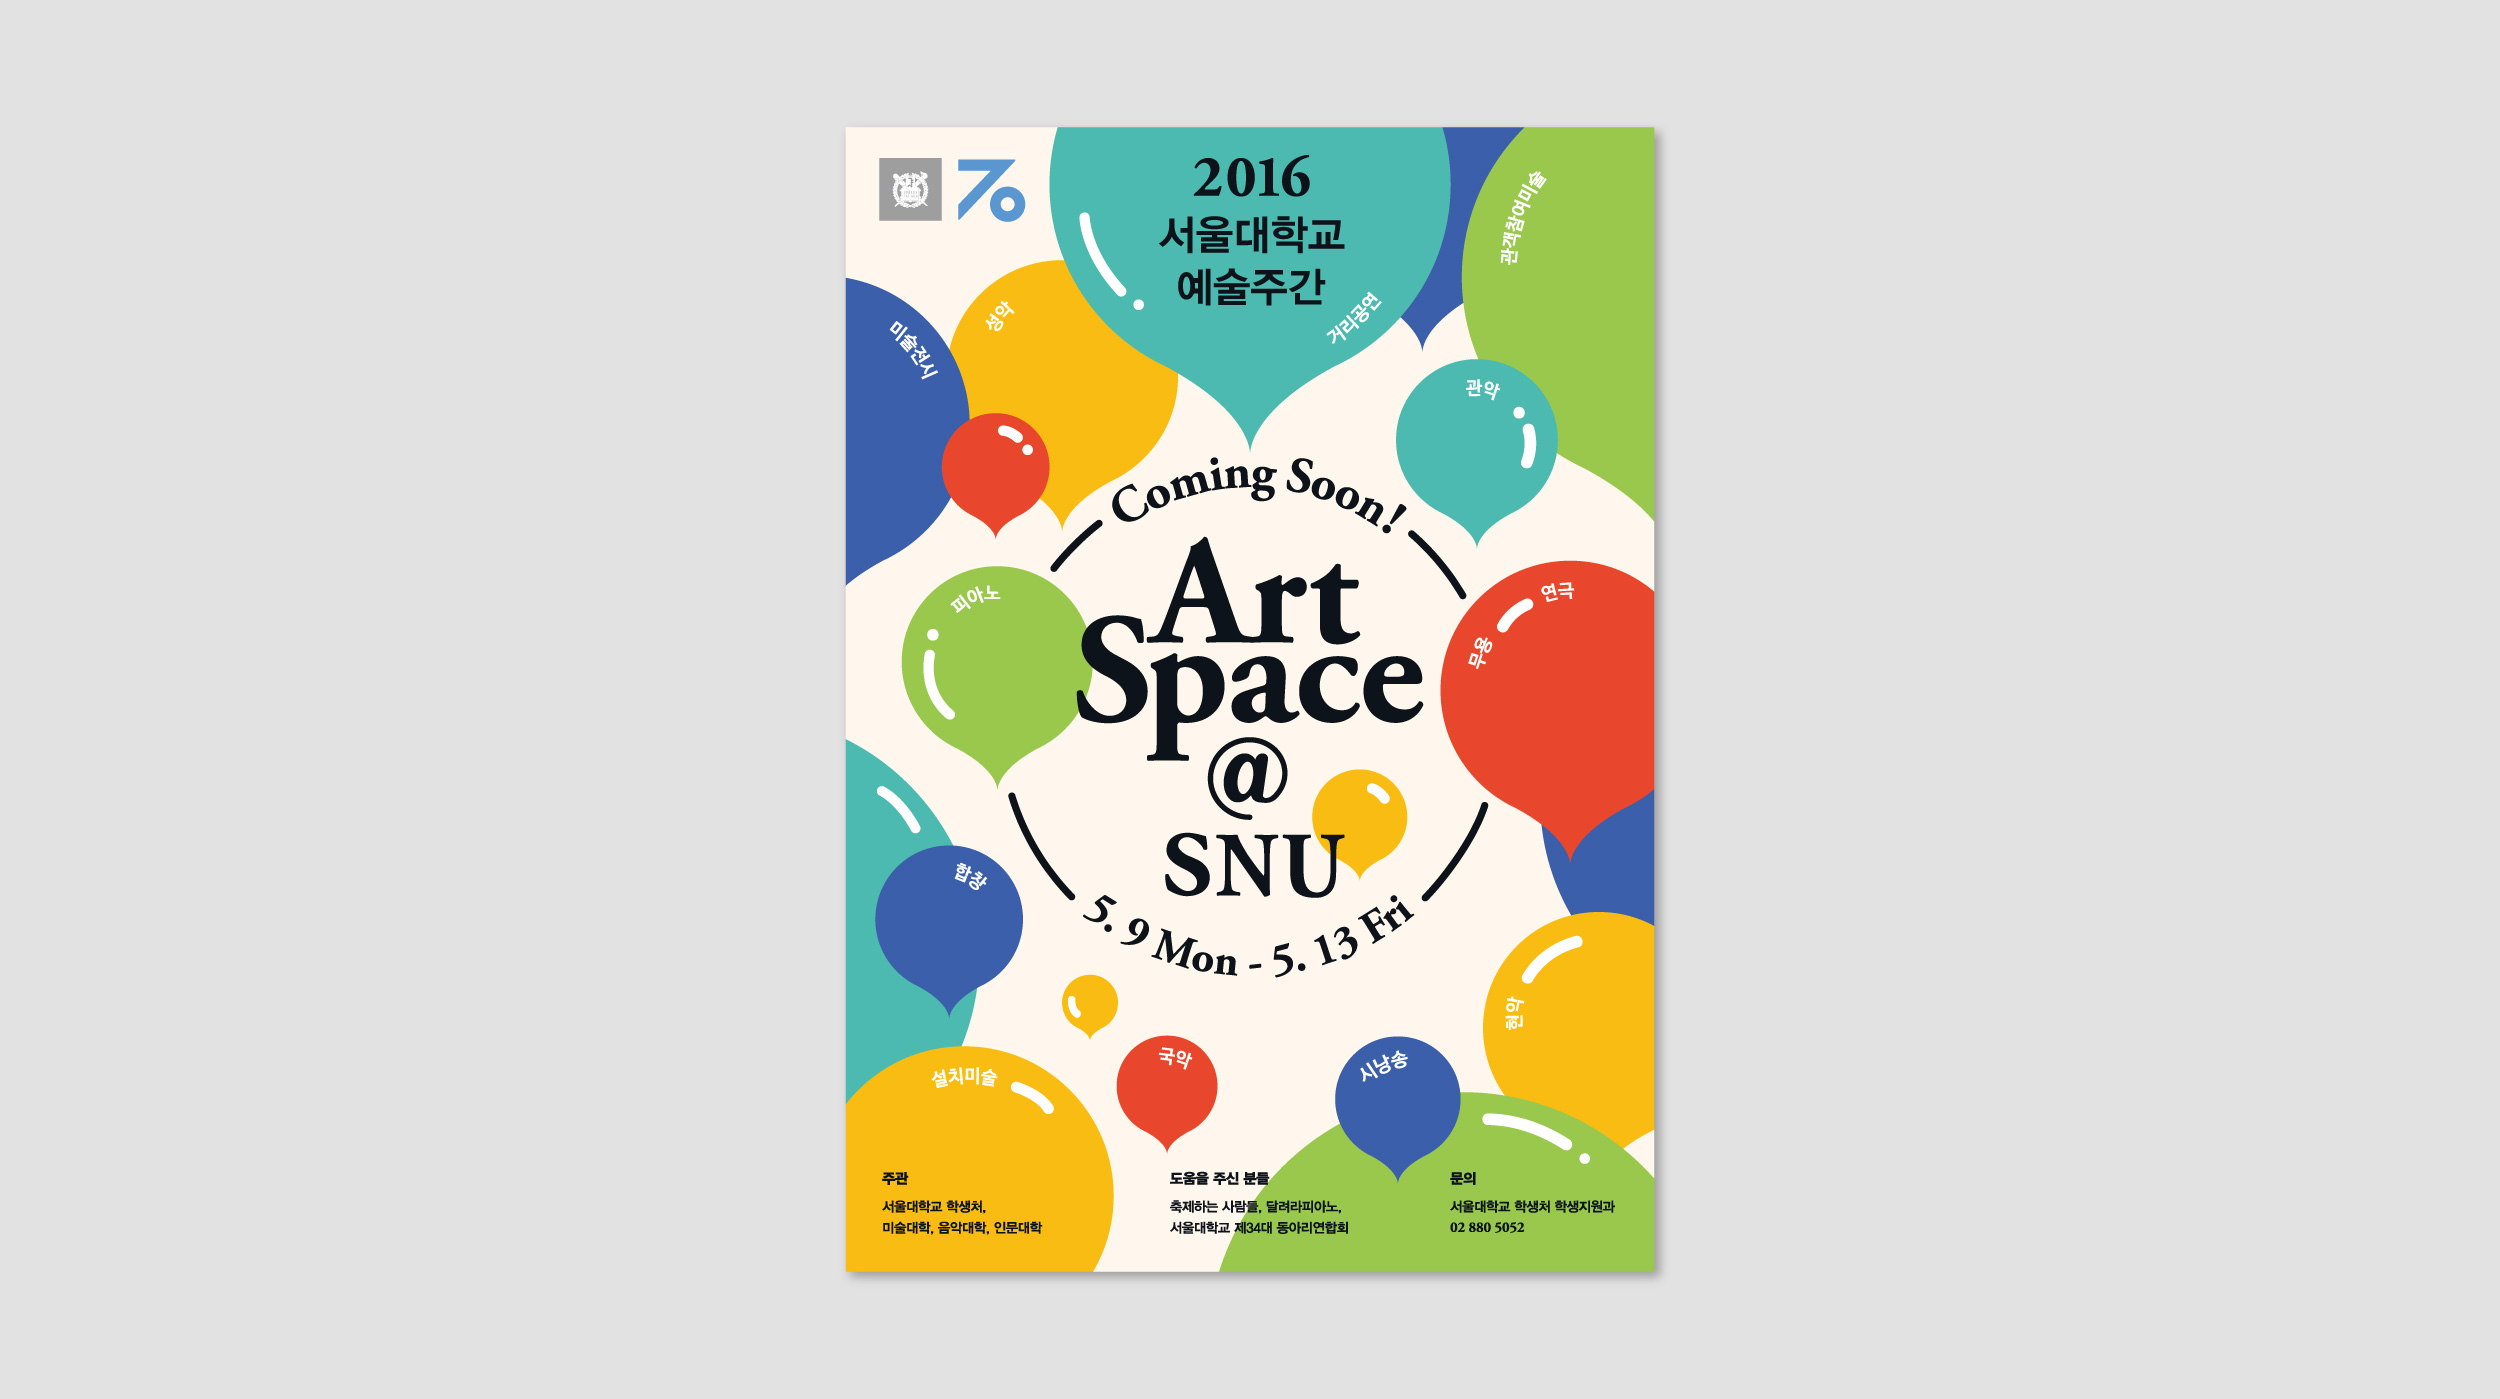 70
2016
서울대학교
예술주간
관객참여미술
거리공연
성악
미술전시
관악
Coming Soon!
Art
Space
@
SNU
피아노
연극
무용
합창
현악
5. 9 Mon – 5. 13 Fri
국악
시낭송
설치미술
주관
서울대학교 학생처,
미술대학, 음악대학, 인문대학
도움을 주신 분들
축제하는 사람들, 달려라피아노,
서울대학교 제34대 동아리연합회
문의
서울대학교 학생처 학생지원과
02 880 5052